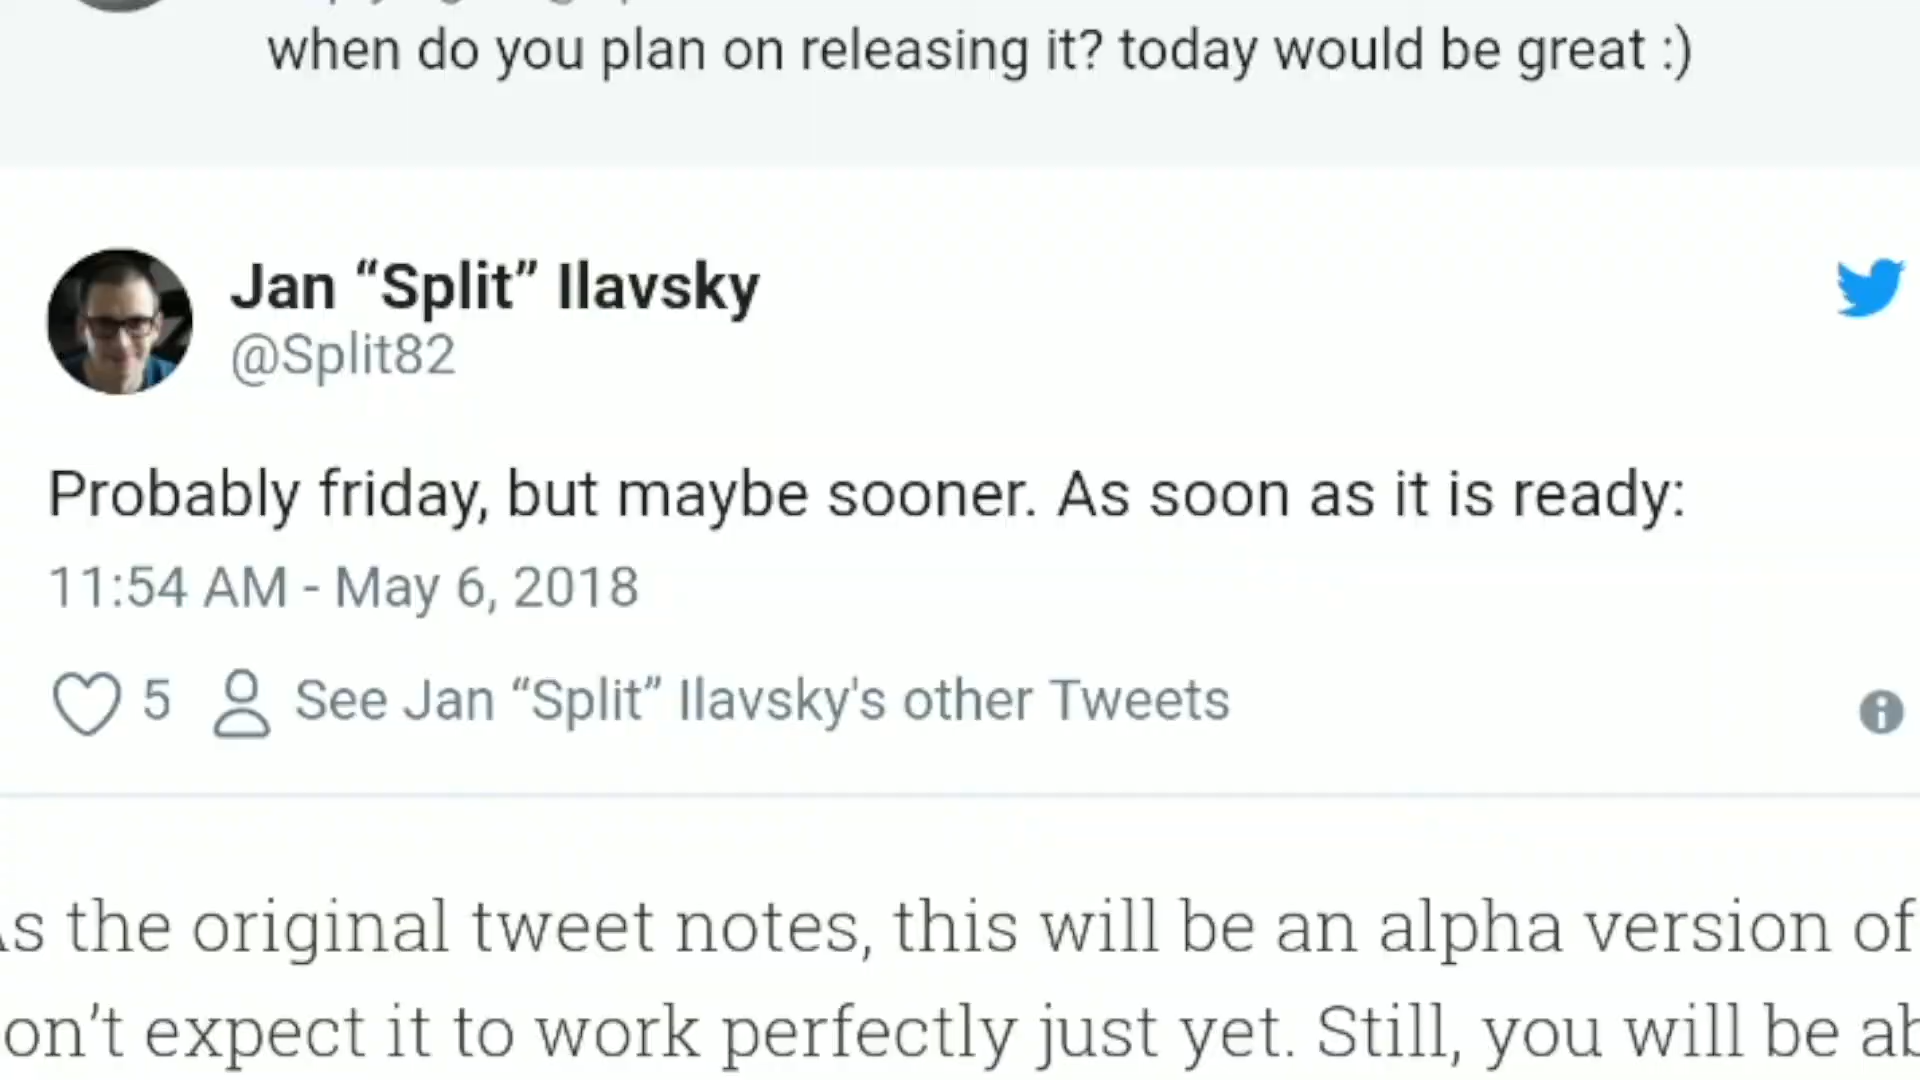 when do you plan on releasing it? today would be great :)
Jan “Split” Ilavsky
@Split82
Probably friday, but maybe sooner. As soon as it is ready:
11:54 AM - May 6, 2018
5 See Jan “Split” Ilavsky's other Tweets
As the original tweet notes, this will be an alpha version of
on’t expect it to work perfectly just yet. Still, you will be ab